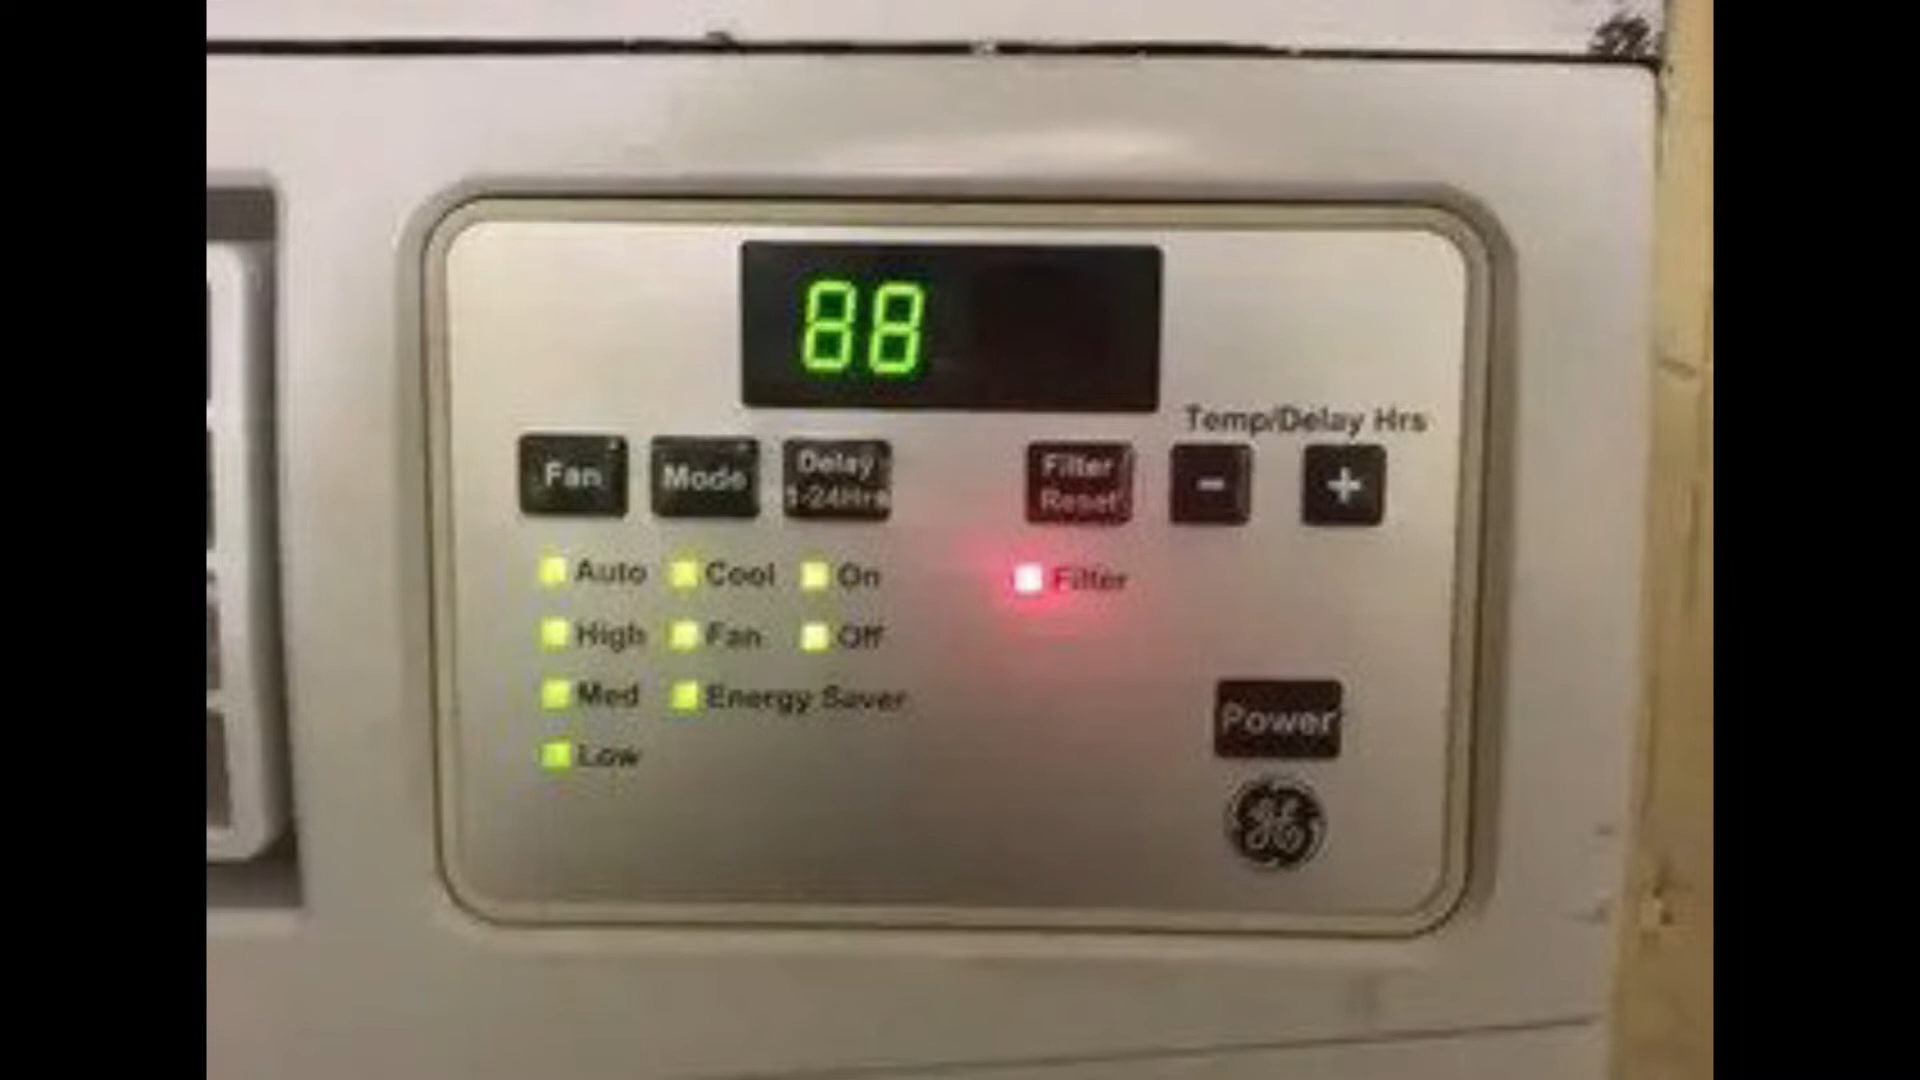 88
Temp/Delay Hrs
Fan Mode Delay 1-24Hrs Filter Reset - +
Auto Cool On Filter
High Fan Off
Med Energy Saver
Low
Power
GE